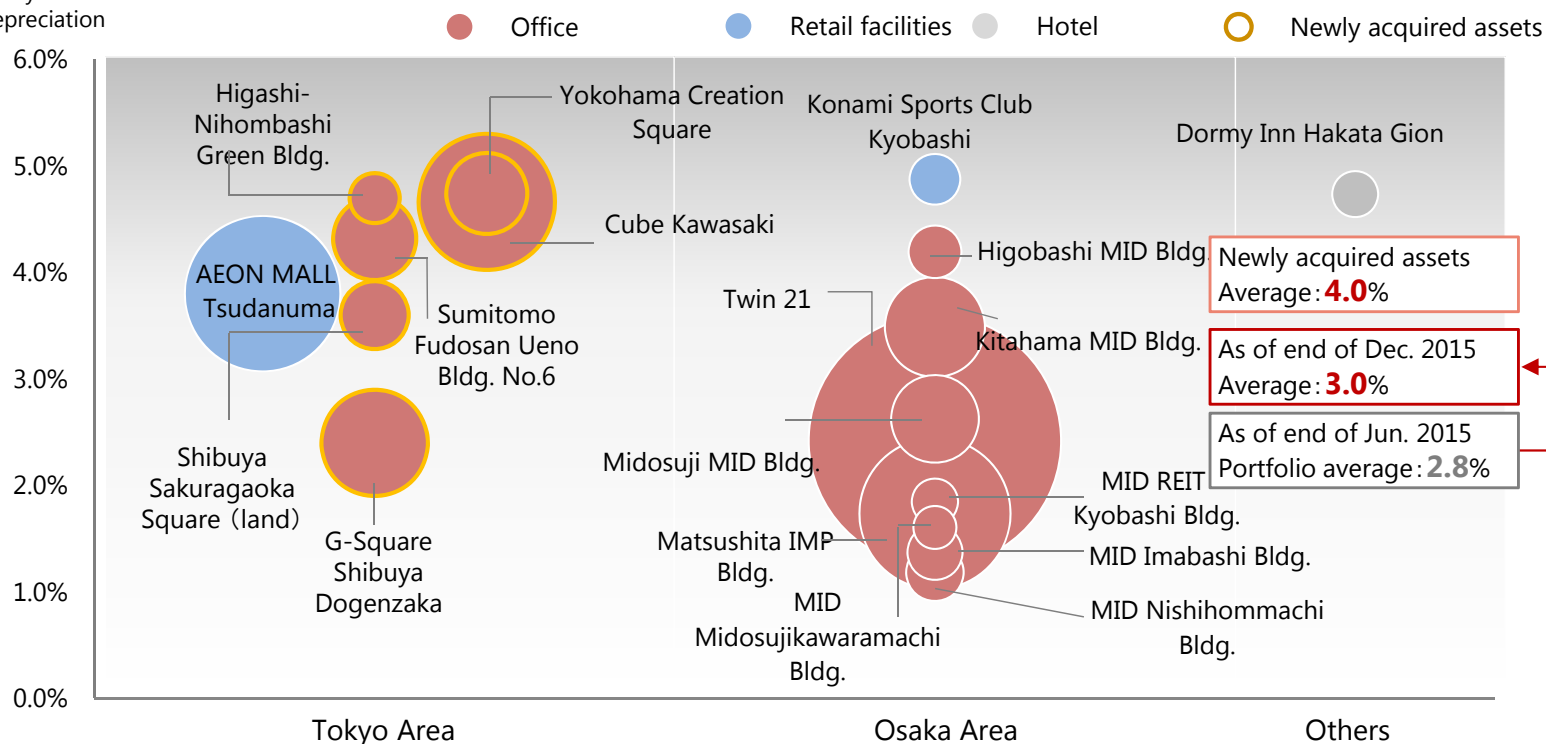 Office
Retail facilities
Hotel
Newly acquired assets
6.0%
5.0%
4.0%
3.0%
2.0%
1.0%
0.0%
Higashi-
Nihombashi
Green Bldg.
Yokohama Creation
Square
Cube Kawasaki
AEON MALL
Tsudanuma
Sumitomo
Fudosan Ueno
Bldg. No.6
Shibuya
Sakuragaoka
Square (land)
G-Square
Shibuya
Dogenzaka
Konami Sports Club
Kyobashi
Higobashi MID Bldg.
Twin 21
Kitahama MID Bldg.
Midosuji MID Bldg.
MID REIT
Kyobashi Bldg.
Matsushita IMP
Bldg.
MID Imabashi Bldg.
MID
Midosujikawaramachi
Bldg.
MID Nishihommachi
Bldg.
Dormy Inn Hakata Gion
Newly acquired assets
Average: 4.0%
As of end of Dec. 2015
Average: 3.0%
As of end of Jun. 2015
Portfolio average: 2.8%
Tokyo Area
Osaka Area
Others